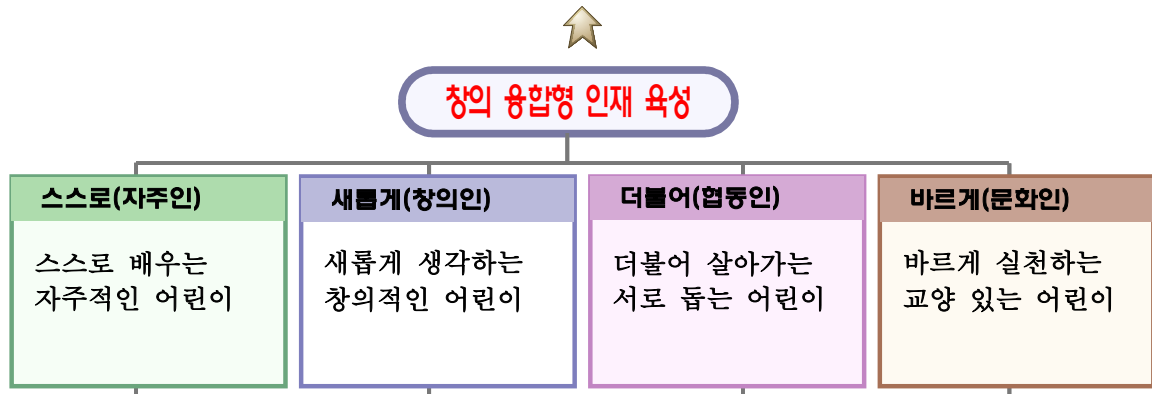 창의 융합형 인재 육성
스스로(자주인)
스스로 배우는
자주적인 어린이
새롭게(창의인)
새롭게 생각하는
창의적인 어린이
더불어(협동인)
더불어 살아가는
서로 돕는 어린이
바르게(문화인)
바르게 실천하는
교양 있는 어린이